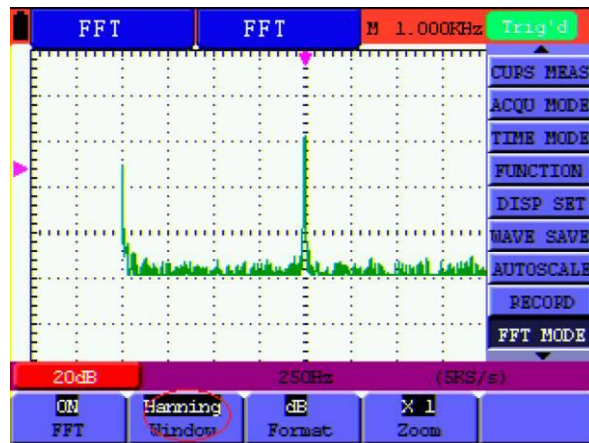 FFT FFT M 1.000KHz Trig'd
CURS MEAS
ACQU MODE
TIME MODE
FUNCTION
DISP SET
WAVE SAVE
AUTOSCALE
RECORD
FFT MODE
20dB 250Hz (5KS/s)
ON Hanning dB X 1
FFT Window Format Zoom